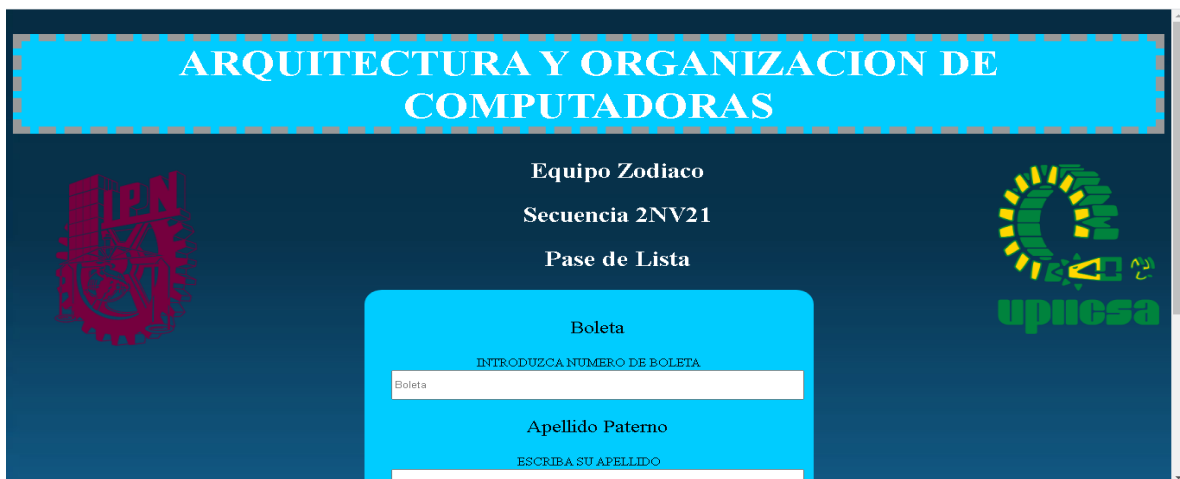 ARQUITECTURA Y ORGANIZACION DE
COMPUTADORAS
IPN
Equipo Zodiaco
Secuencia 2NV21
Pase de Lista
upiicsa
Boleta
INTRODUZCA NUMERO DE BOLETA
Boleta
Apellido Paterno
ESCRIBA SU APELLIDO